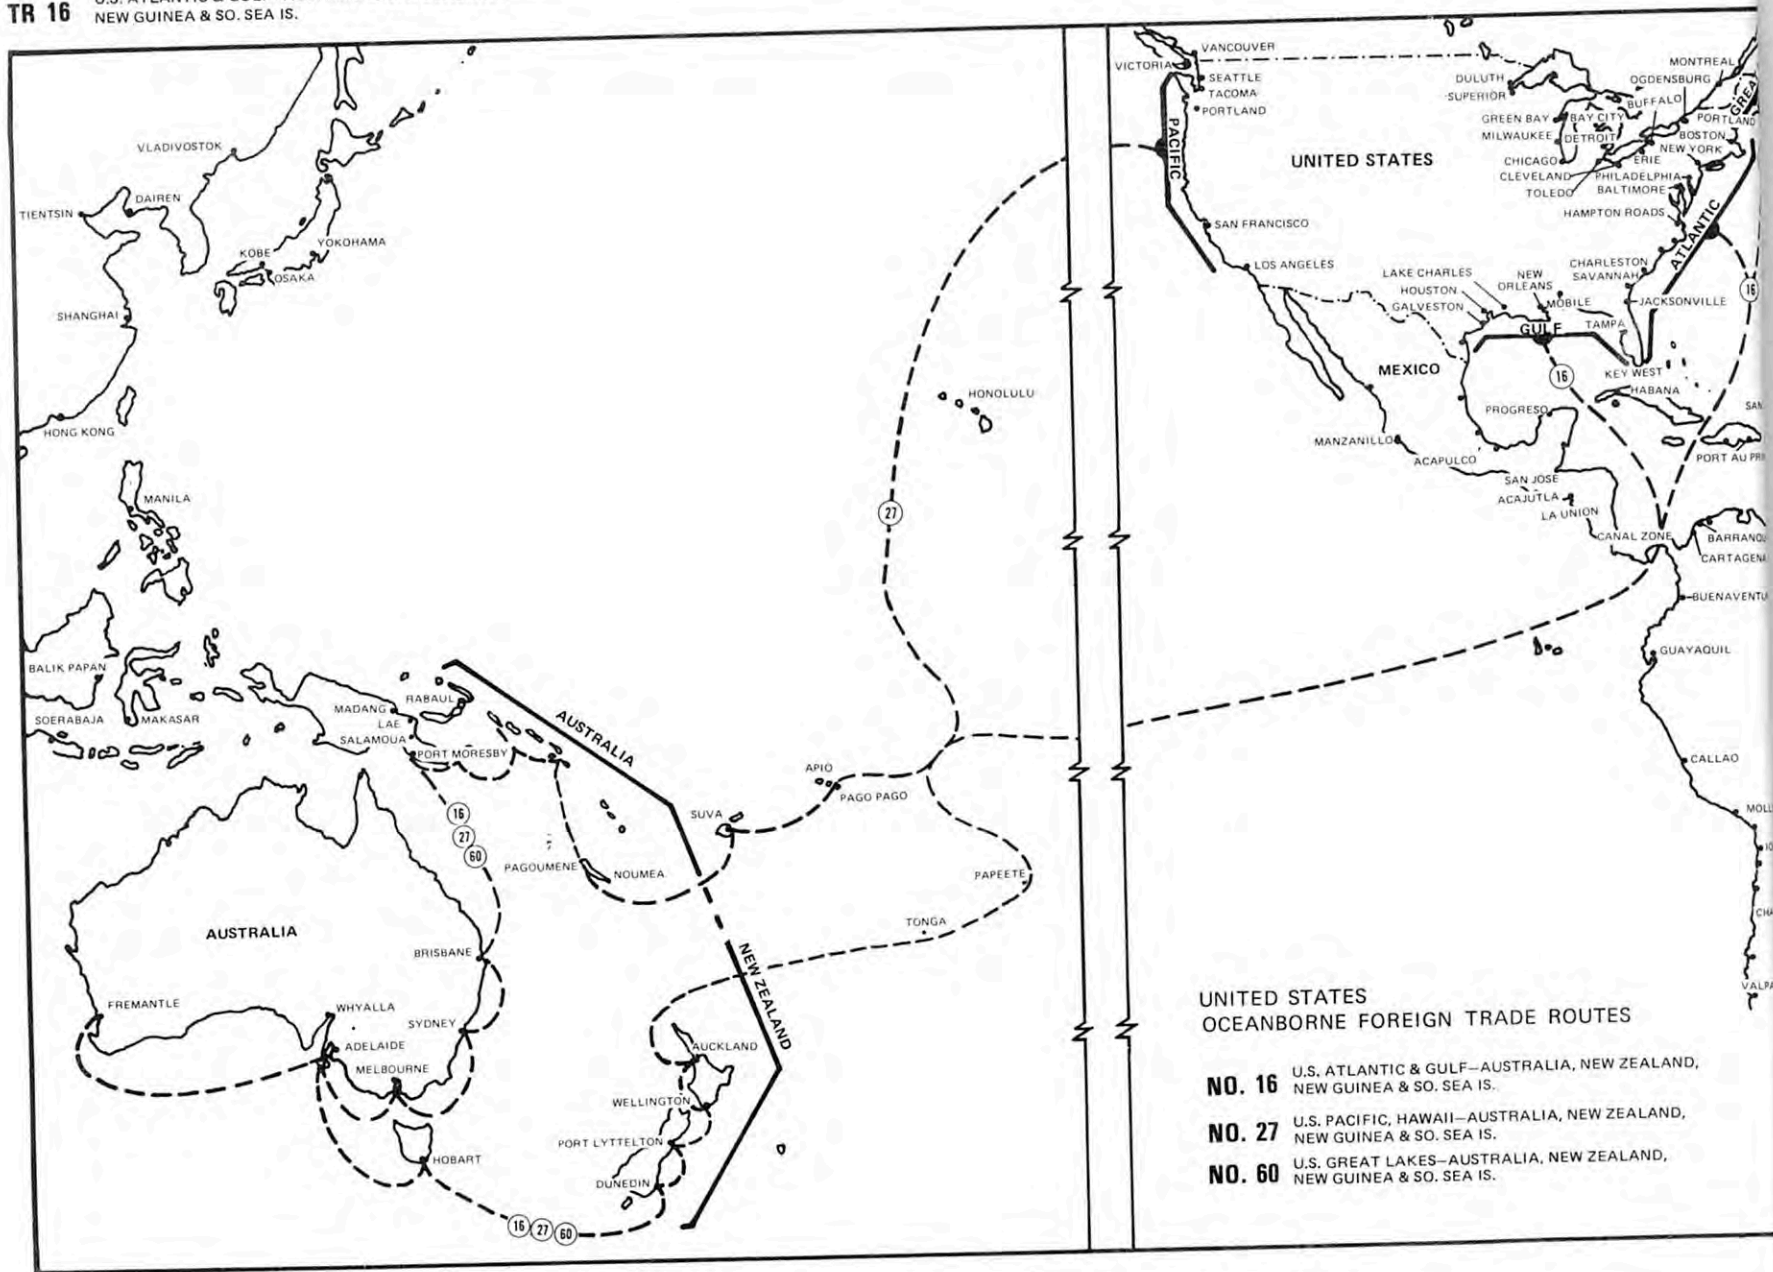 TR 16
NEW GUINEA & SO. SEA IS.
VANCOUVER
VICTORIA
SEATTLE
TACOMA
PORTLAND
PACIFIC
UNITED STATES
SAN FRANCISCO
LOS ANGELES
DULUTH
SUPERIOR
GREEN BAY
MILWAUKEE
CHICAGO
CLEVELAND
TOLEDO
BAY CITY
DETROIT
ERIE
BUFFALO
OGDENSBURG
MONTREAL
PORTLAND
BOSTON
NEW YORK
PHILADELPHIA
BALTIMORE
HAMPTON ROADS
ATLANTIC
16
CHARLESTON
SAVANNAH
JACKSONVILLE
LAKE CHARLES
HOUSTON
GALVESTON
NEW
ORLEANS
MOBILE
TAMPA
GULF
16
KEY WEST
HABANA
MEXICO
PROGRESO
MANZANILLO
ACAPULCO
SAN JOSE
ACAJUTLA
LA UNION
PORT AU
CANAL ZONE
GUAYAQUIL
CALLAO
VLADIVOSTOK
DAIREN
TIENTSIN
KOBE
YOKOHAMA
OSAKA
SHANGHAI
HONG KONG
MANILA
HONOLULU
27
BALIK PAPAN
SOERABAJA
MAKASAR
MADANG
LAE
SALAMOUA
RABAUL
PORT MORESBY
AUSTRALIA
16
27
60
APIO
PAGO PAGO
SUVA
PAGOUMENE
NOUMEA
PAPEETE
TONGA
NEW ZEALAND
AUSTRALIA
BRISBANE
FREMANTLE
WHYALLA
ADELAIDE
SYDNEY
MELBOURNE
HOBART
AUCKLAND
WELLINGTON
PORT LYTTELTON
DUNEDIN
16 27 60
UNITED STATES
OCEANBORNE FOREIGN TRADE ROUTES
NO. 16 U.S. ATLANTIC & GULF–AUSTRALIA, NEW ZEALAND,
NEW GUINEA & SO. SEA IS.
NO. 27 U.S. PACIFIC, HAWAII–AUSTRALIA, NEW ZEALAND,
NEW GUINEA & SO. SEA IS.
NO. 60 U.S. GREAT LAKES–AUSTRALIA, NEW ZEALAND,
NEW GUINEA & SO. SEA IS.